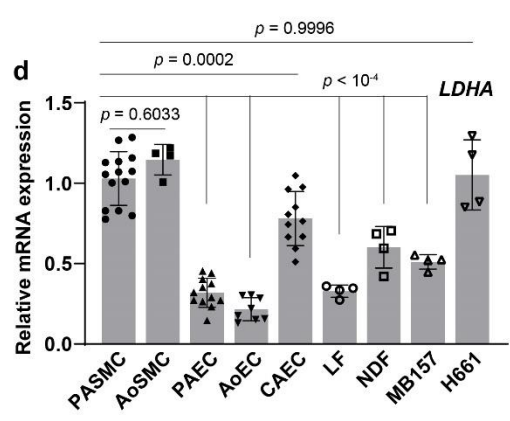 p = 0.9996
p = 0.0002
d
p < 10-4
LDHA
1.5
p = 0.6033
1.0
0.5
0.0
Relative mRNA expression
PASMC
AoSMC
PAEC
AoEC
CAEC
LF
NDF
MB157
H661